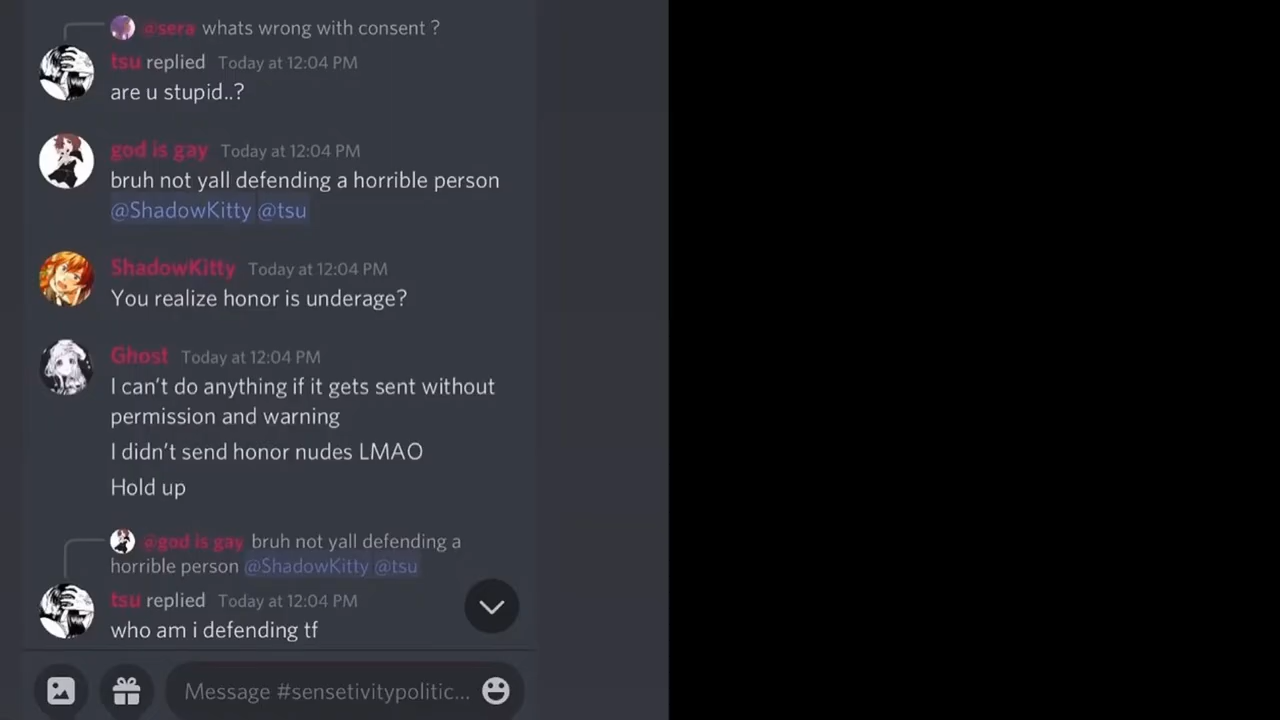 @sera whats wrong with consent ?
tsu replied Today at 12:04 PM
are u stupid..?
god is gay Today at 12:04 PM
bruh not yall defending a horrible person
@ShadowKitty @tsu
ShadowKitty Today at 12:04 PM
You realize honor is underage?
Ghost Today at 12:04 PM
I can't do anything if it gets sent without
permission and warning
I didn't send honor nudes LMAO
Hold up
@god is gay bruh not yall defending a
horrible person @ShadowKitty @tsu
tsu replied Today at 12:04 PM
who am i defending tf
Message #sensetivitypolitic...